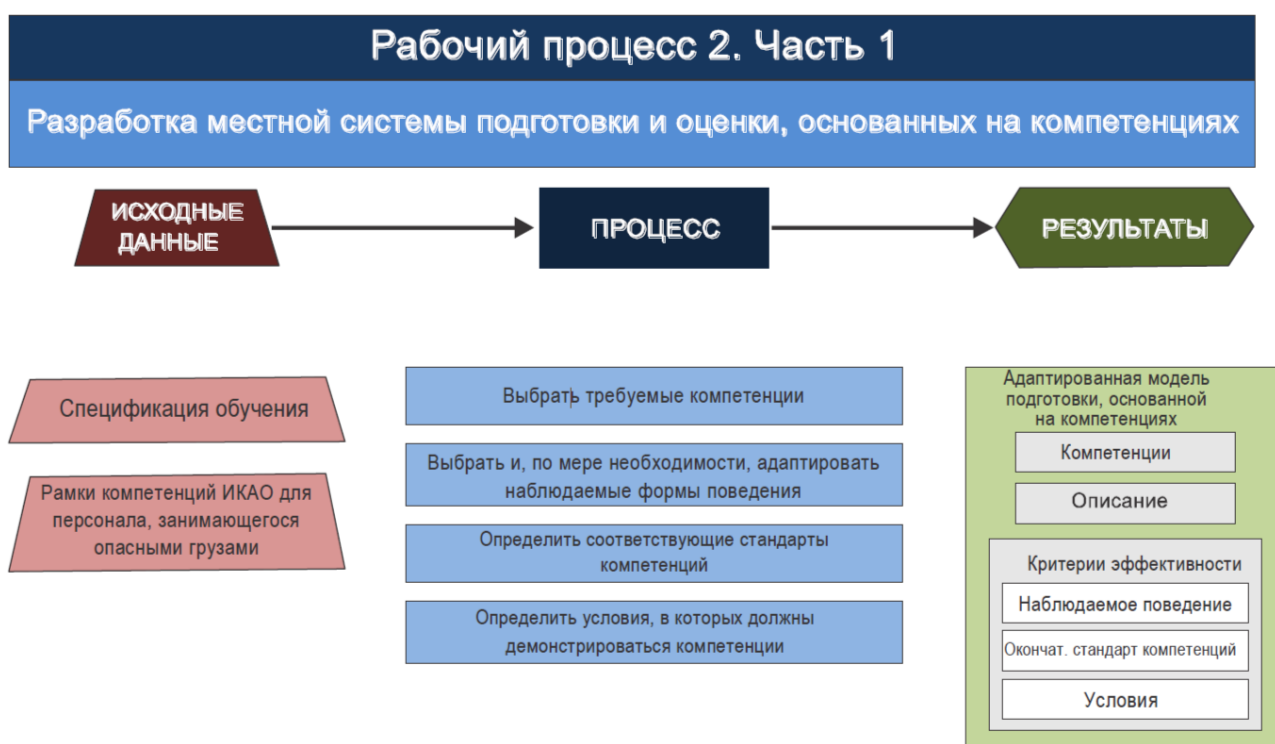 Рабочий процесс 2. Часть 1
Разработка местной системы подготовки и оценки, основанных на компетенциях
ИСХОДНЫЕ
ДАННЫЕ
ПРОЦЕСС
РЕЗУЛЬТАТЫ
Спецификация обучения
Рамки компетенций ИКАО для
персонала, занимающегося
опасными грузами
Выбрать требуемые компетенции
Выбрать и, по мере необходимости, адаптировать
наблюдаемые формы поведения
Определить соответствующие стандарты
компетенций
Определить условия, в которых должны
демонстрироваться компетенции
Адаптированная модель
подготовки, основанной
на компетенциях
Компетенции
Описание
Критерии эффективности
Наблюдаемое поведение
Окончат. стандарт компетенций
Условия